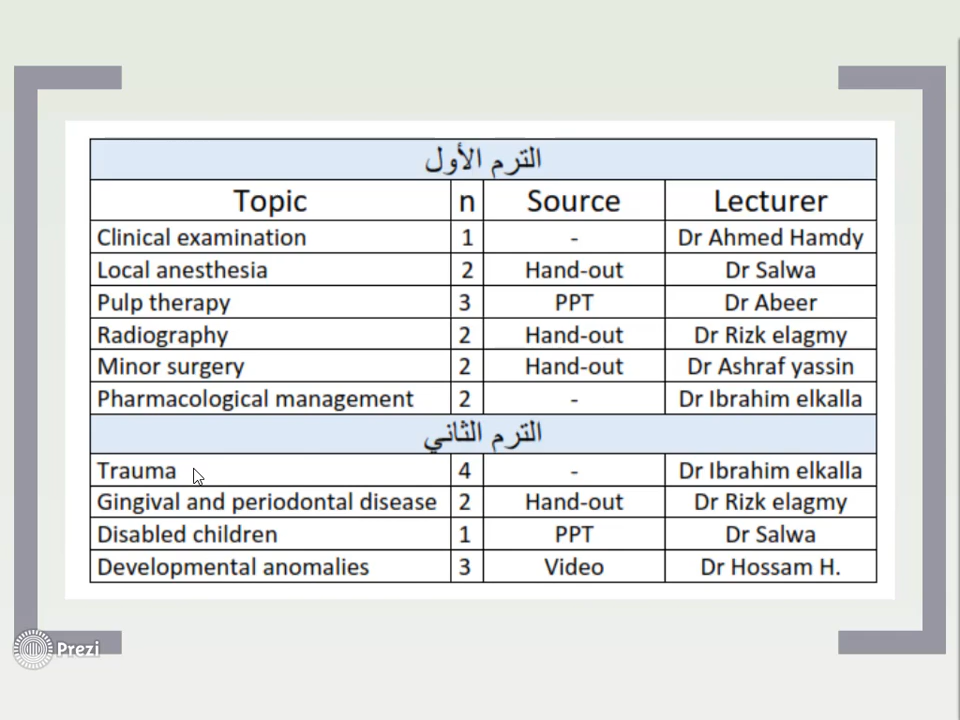 الترم الأول
Topic n Source Lecturer
Clinical examination 1 - Dr Ahmed Hamdy
Local anesthesia 2 Hand-out Dr Salwa
Pulp therapy 3 PPT Dr Abeer
Radiography 2 Hand-out Dr Rizk elagmy
Minor surgery 2 Hand-out Dr Ashraf yassin
Pharmacological management 2 - Dr Ibrahim elkalla
الترم الثاني
Trauma 4 - Dr Ibrahim elkalla
Gingival and periodontal disease 2 Hand-out Dr Rizk elagmy
Disabled children 1 PPT Dr Salwa
Developmental anomalies 3 Video Dr Hossam H.
Prezi